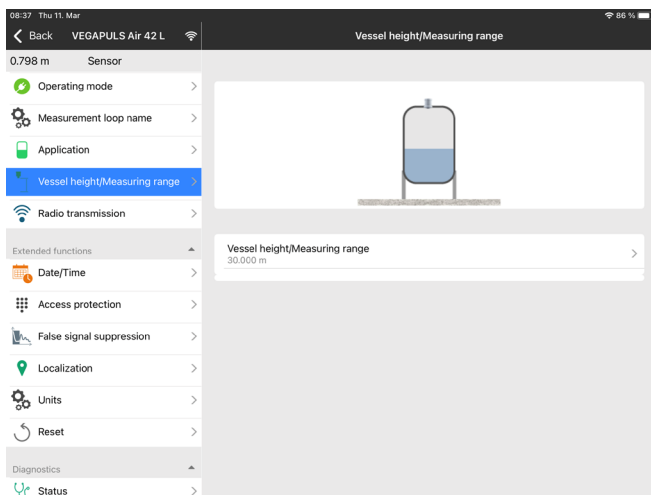 08:37 Thu 11. Mar
86 %
Back VEGAPULS Air 42 L
Vessel height/Measuring range
0.798 m Sensor
Operating mode
Measurement loop name
Application
Vessel height/Measuring range
Radio transmission
Extended functions
Date/Time
Access protection
False signal suppression
Localization
Units
Reset
Diagnostics
Status
Vessel height/Measuring range
30.000 m